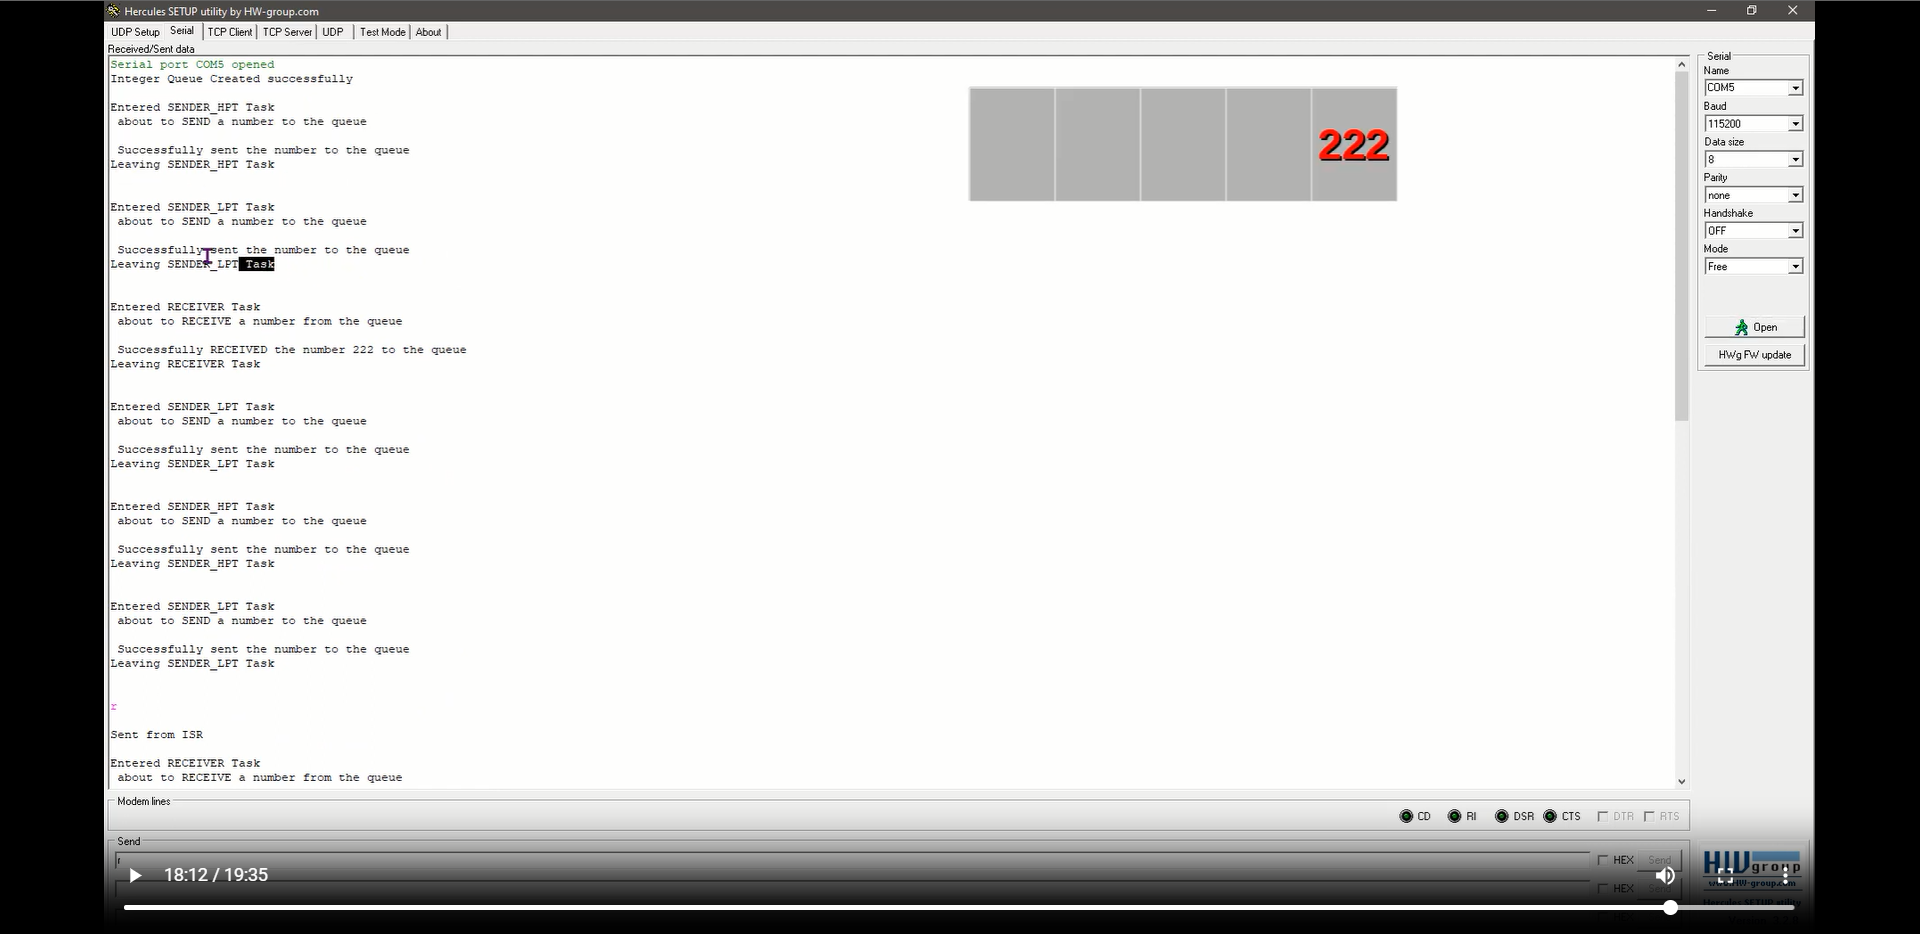 Hercules SETUP utility by HW-group.com
UDP Setup Serial TCP Client TCP Server UDP Test Mode About
Received/Sent data
Serial port COM5 opened
Integer Queue Created successfully
Entered SENDER_HPT Task
about to SEND a number to the queue
Successfully sent the number to the queue
Leaving SENDER_HPT Task
Entered SENDER_LPT Task
about to SEND a number to the queue
Successfully sent the number to the queue
Leaving SENDER_LPT Task
Entered RECEIVER Task
about to RECEIVE a number from the queue
Successfully RECEIVED the number 222 to the queue
Leaving RECEIVER Task
Entered SENDER_LPT Task
about to SEND a number to the queue
Successfully sent the number to the queue
Leaving SENDER_LPT Task
Entered SENDER_HPT Task
about to SEND a number to the queue
Successfully sent the number to the queue
Leaving SENDER_HPT Task
Entered SENDER_LPT Task
about to SEND a number to the queue
Successfully sent the number to the queue
Leaving SENDER_LPT Task
r
Sent from ISR
Entered RECEIVER Task
about to RECEIVE a number from the queue
222
Serial
Name
COM5
Baud
115200
Data size
8
Parity
none
Handshake
OFF
Mode
Free
Open
HWg FW update
Modem lines
CD RI DSR CTS DTR RTS
Send
r
HEX Send
18:12 / 19:35
HEX Send
HW group
www.HW-group.com
Hercules SETUP utility